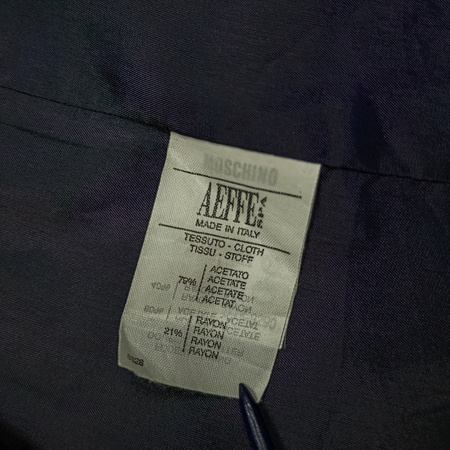 MOSCHINO
AEFFE SPA
MADE IN ITALY
TESSUTO - CLOTH
TISSU - STOFF
79% ACETATO
ACETATE
ACETATE
ACETAT
21% RAYON
RAYON
RAYON
RAYON